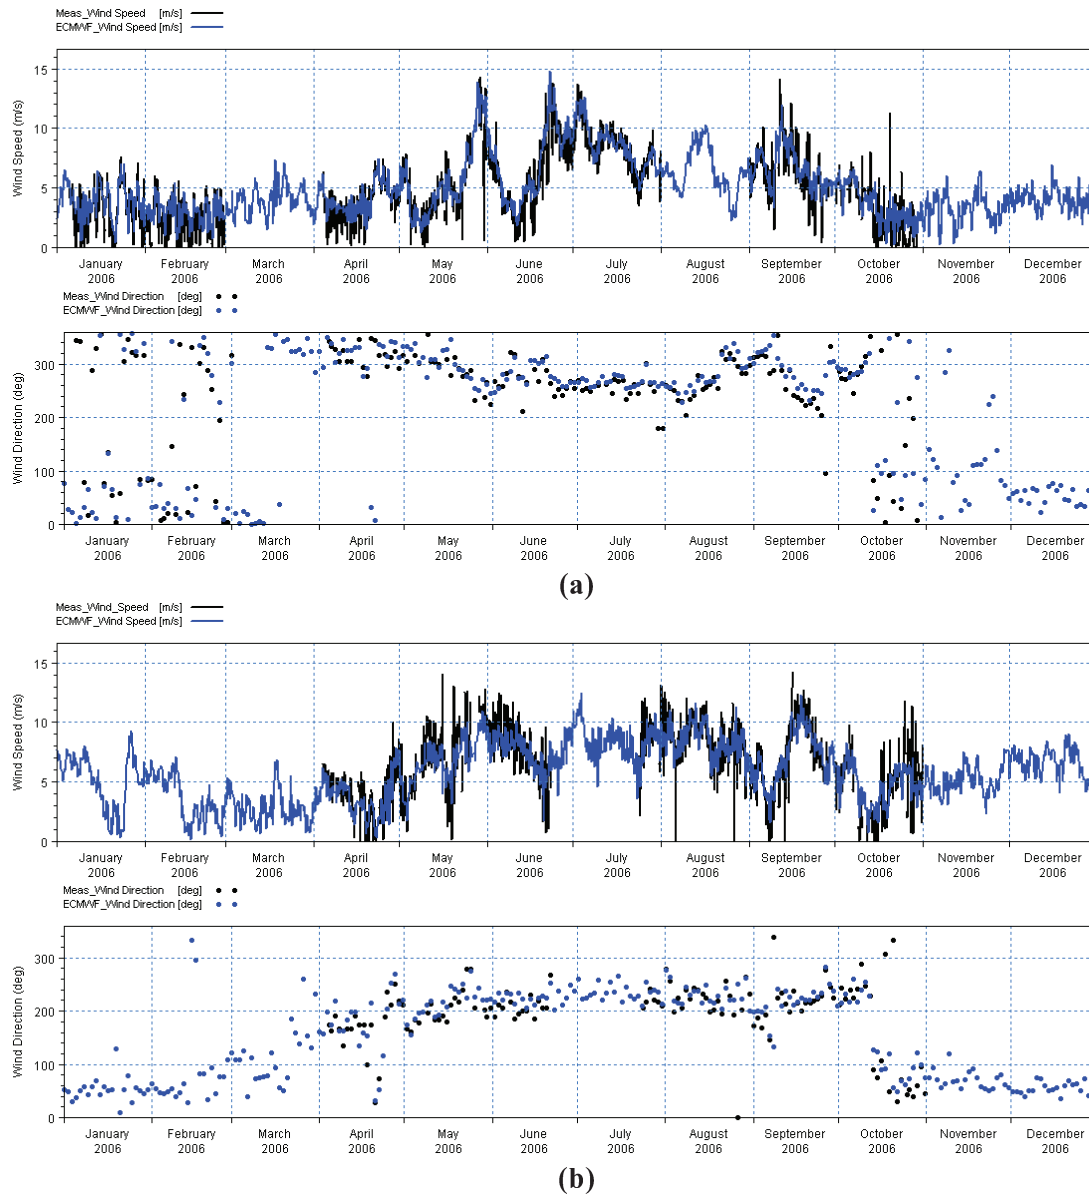 Meas_Wind Speed [m/s]
ECMWF_Wind Speed [m/s]
15
10
5
0
Wind Speed (m/s)
January February March April May June July August September October November December
2006 2006 2006 2006 2006 2006 2006 2006 2006 2006 2006 2006
Meas_Wind Direction [deg]
ECMWF_Wind Direction [deg]
300
200
100
0
Wind Direction (deg)
January February March April May June July August September October November December
2006 2006 2006 2006 2006 2006 2006 2006 2006 2006 2006 2006
(a)
Meas_Wind_Speed [m/s]
ECMWF_Wind Speed [m/s]
15
10
5
0
Wind Speed (m/s)
January February March April May June July August September October November December
2006 2006 2006 2006 2006 2006 2006 2006 2006 2006 2006 2006
Meas_Wind Direction [deg]
ECMWF_Wind Direction [deg]
300
200
100
0
Wind Direction (deg)
January February March April May June July August September October November December
2006 2006 2006 2006 2006 2006 2006 2006 2006 2006 2006 2006
(b)